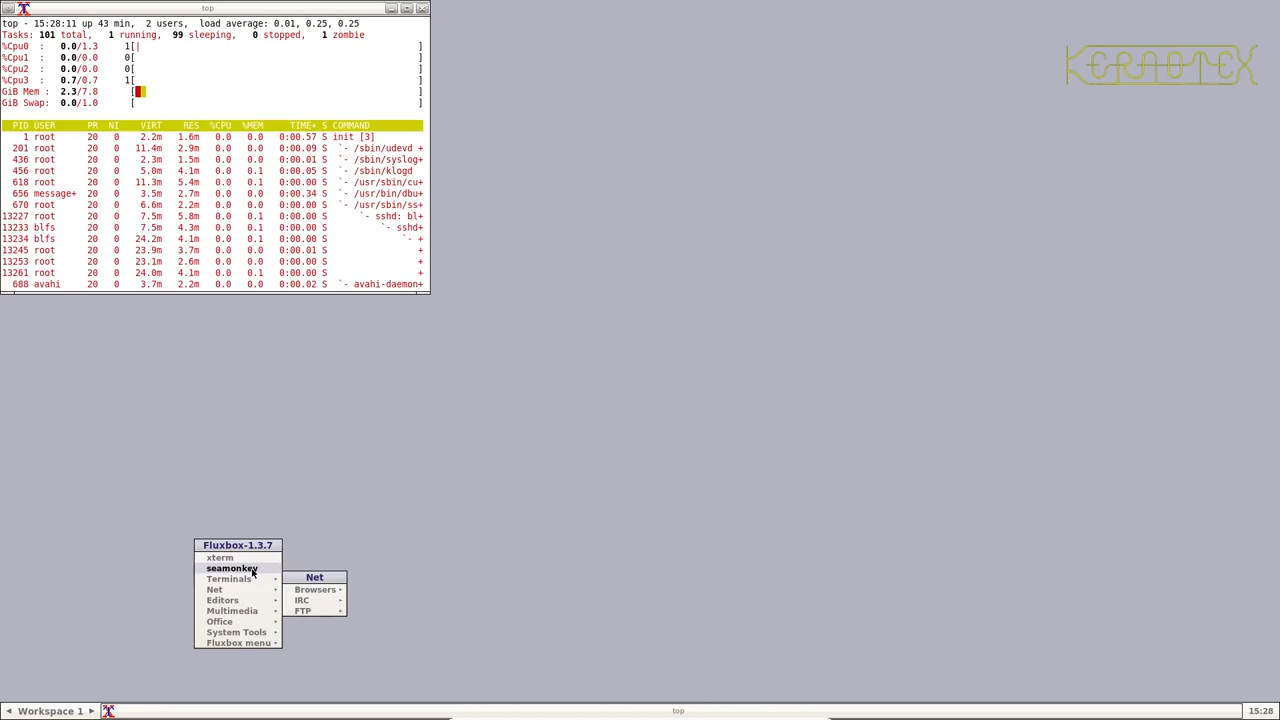 top
top - 15:28:11 up 43 min,  2 users,  load average: 0.01, 0.25, 0.25
Tasks: 101 total,   1 running,  99 sleeping,   0 stopped,   1 zombie
%Cpu0  :   0.0/1.3     1[|                    ]
%Cpu1  :   0.0/0.0     0[                     ]
%Cpu2  :   0.0/0.0     0[                     ]
%Cpu3  :   0.7/0.7     1[                     ]
GiB Mem :  2.3/7.8      [                     ]
GiB Swap:  0.0/1.0      [                     ]
PID USER      PR  NI    VIRT    RES  %CPU  %MEM     TIME+ S COMMAND
1 root      20   0    2.2m   1.6m   0.0   0.0   0:00.57 S init [3]
201 root      20   0   11.4m   2.9m   0.0   0.0   0:00.09 S  `- /sbin/udevd +
436 root      20   0    2.3m   1.5m   0.0   0.0   0:00.01 S  `- /sbin/syslog+
456 root      20   0    5.0m   4.1m   0.0   0.1   0:00.05 S  `- /sbin/klogd
618 root      20   0   11.3m   5.4m   0.0   0.1   0:00.00 S  `- /usr/sbin/cu+
656 message+  20   0    3.5m   2.7m   0.0   0.0   0:00.34 S  `- /usr/bin/dbu+
670 root      20   0    6.6m   2.2m   0.0   0.0   0:00.00 S  `- /usr/sbin/ss+
13227 root      20   0    7.5m   5.8m   0.0   0.1   0:00.00 S      `- sshd: bl+
13233 blfs      20   0    7.5m   4.3m   0.0   0.1   0:00.00 S          `- sshd+
13234 blfs      20   0   24.2m   4.1m   0.0   0.1   0:00.00 S              `- +
13245 root      20   0   23.9m   3.7m   0.0   0.0   0:00.01 S                 +
13253 root      20   0   23.1m   2.6m   0.0   0.0   0:00.00 S                 +
13261 root      20   0   24.0m   4.1m   0.0   0.1   0:00.00 S                 +
688 avahi     20   0    3.7m   2.2m   0.0   0.0   0:00.02 S  `- avahi-daemon+
Fluxbox-1.3.7
xterm
seamonkey
Terminals
Net
Editors
Multimedia
Office
System Tools
Fluxbox menu
Net
Browsers
IRC
FTP
Workspace 1
top
15:28